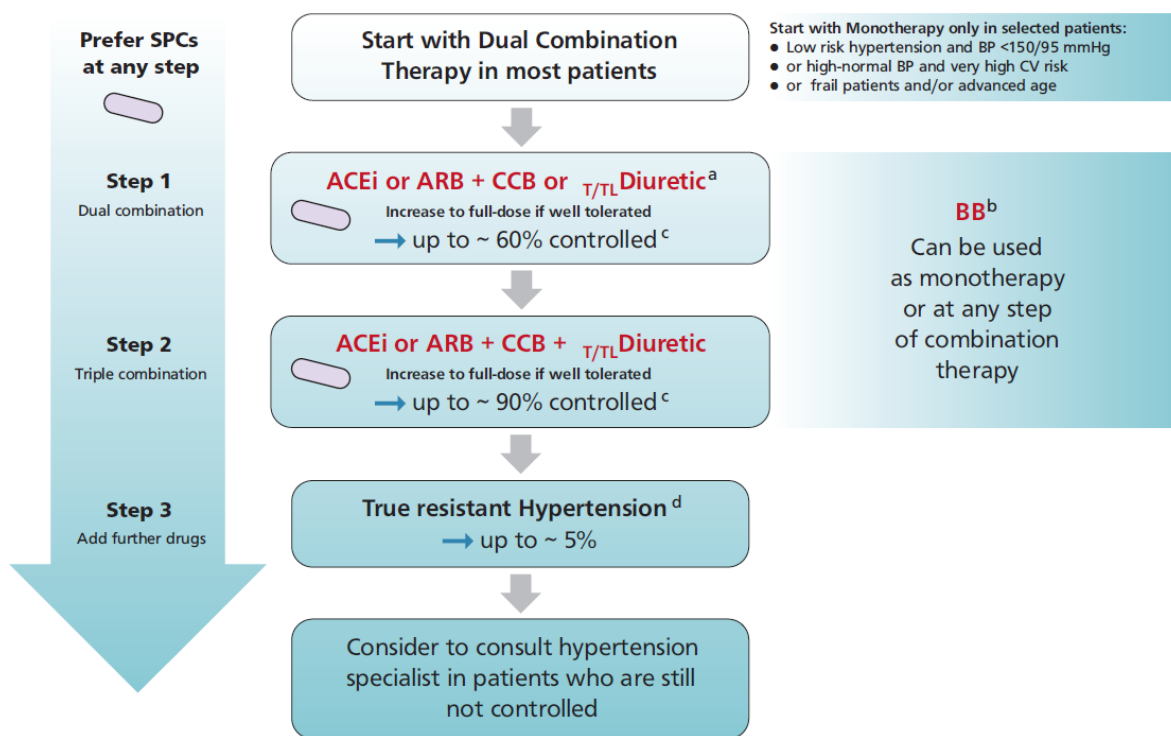 Prefer SPCs
at any step
Start with Dual Combination
Therapy in most patients
Start with Monotherapy only in selected patients:
● Low risk hypertension and BP <150/95 mmHg
● or high-normal BP and very high CV risk
● or frail patients and/or advanced age
Step 1
Dual combination
ACEi or ARB + CCB or T/TLDiuretic a
Increase to full-dose if well tolerated
→ up to ~ 60% controlled c
BB b
Can be used
as monotherapy
or at any step
of combination
therapy
Step 2
Triple combination
ACEi or ARB + CCB + T/TLDiuretic
Increase to full-dose if well tolerated
→ up to ~ 90% controlled c
Step 3
Add further drugs
True resistant Hypertension d
→ up to ~ 5%
Consider to consult hypertension
specialist in patients who are still
not controlled